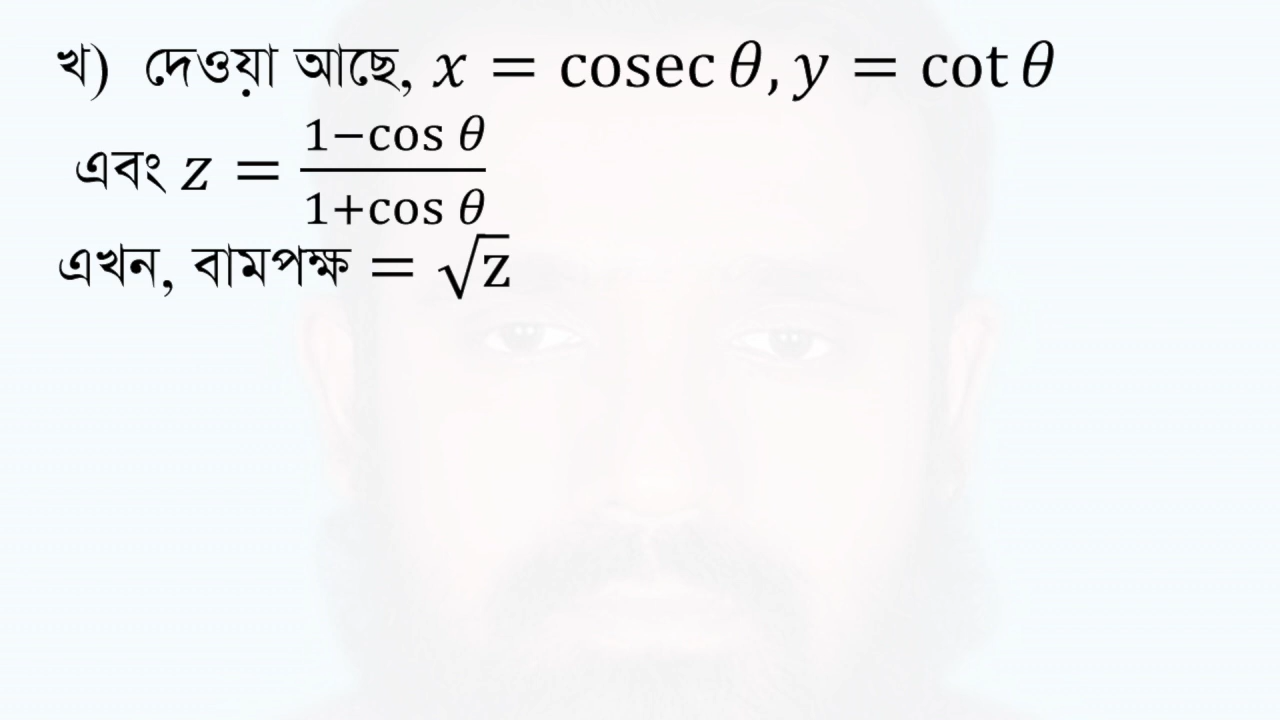 খ) দেওয়া আছে, x = cosec θ, y = cot θ
এবং z = (1−cos θ)/(1+cos θ)
এখন, বামপক্ষ = √z